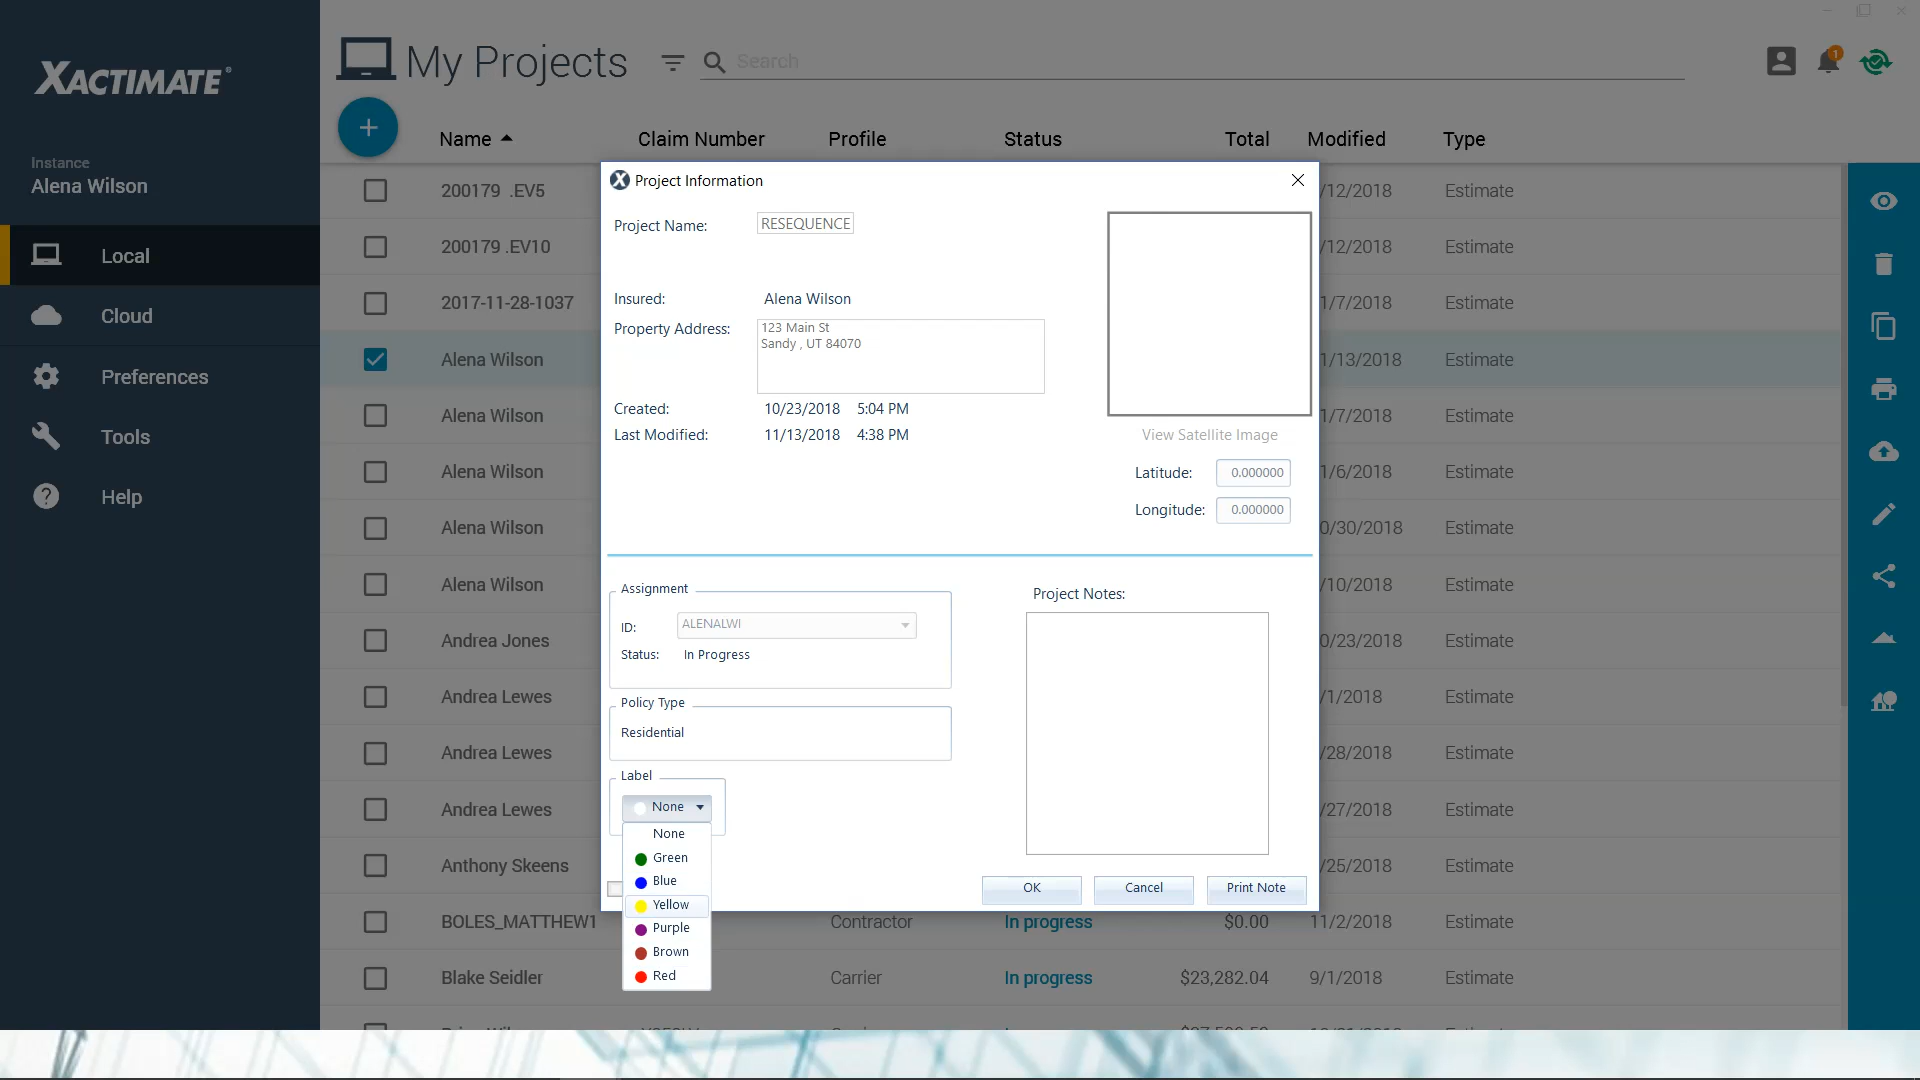 XACTIMATE®
Instance
Alena Wilson
Local
Cloud
Preferences
Tools
Help
My Projects
Search
1
Name Claim Number Profile Status Total Modified Type
200179 .EV5 /12/2018 Estimate
200179 .EV10 /12/2018 Estimate
2017-11-28-1037 1/7/2018 Estimate
Alena Wilson 1/13/2018 Estimate
Alena Wilson 1/7/2018 Estimate
Alena Wilson 1/6/2018 Estimate
Alena Wilson 0/30/2018 Estimate
Alena Wilson /10/2018 Estimate
Andrea Jones 0/23/2018 Estimate
Andrea Lewes /1/2018 Estimate
Andrea Lewes /28/2018 Estimate
Andrea Lewes /27/2018 Estimate
Anthony Skeens /25/2018 Estimate
BOLES_MATTHEW1 Contractor In progress $0.00 11/2/2018 Estimate
Blake Seidler Carrier In progress $23,282.04 9/1/2018 Estimate
Project Information
Project Name: RESEQUENCE
Insured: Alena Wilson
Property Address: 123 Main St
Sandy , UT 84070
Created: 10/23/2018 5:04 PM
Last Modified: 11/13/2018 4:38 PM
View Satellite Image
Latitude: 0.000000
Longitude: 0.000000
Assignment
ID: ALENALWI
Status: In Progress
Policy Type
Residential
Label
None
None
Green
Blue
Yellow
Purple
Brown
Red
Project Notes:
OK Cancel Print Note